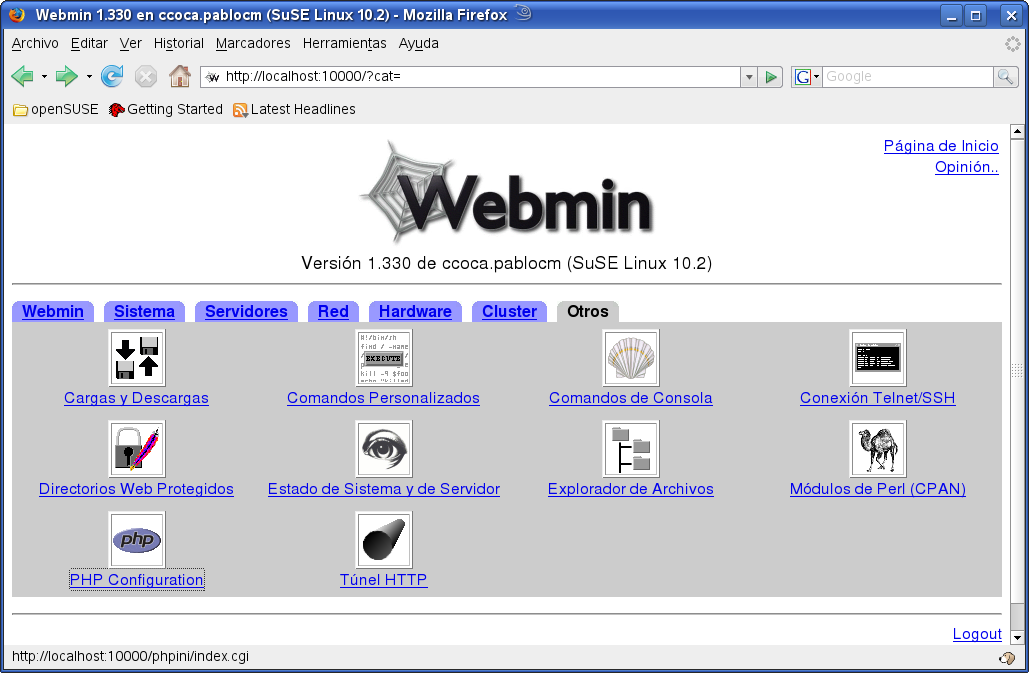 Webmin 1.330 en ccoca.pablocm (SuSE Linux 10.2) - Mozilla Firefox
Archivo Editar Ver Historial Marcadores Herramientas Ayuda
http://localhost:10000/?cat= G Google
openSUSE Getting Started Latest Headlines
Página de Inicio
Opinión..
Webmin
Versión 1.330 de ccoca.pablocm (SuSE Linux 10.2)
Webmin Sistema Servidores Red Hardware Cluster Otros
EXECUTE
Cargas y Descargas Comandos Personalizados Comandos de Consola Conexión Telnet/SSH
Directorios Web Protegidos Estado de Sistema y de Servidor Explorador de Archivos Módulos de Perl (CPAN)
php
PHP Configuration Túnel HTTP
Logout
http://localhost:10000/phpini/index.cgi